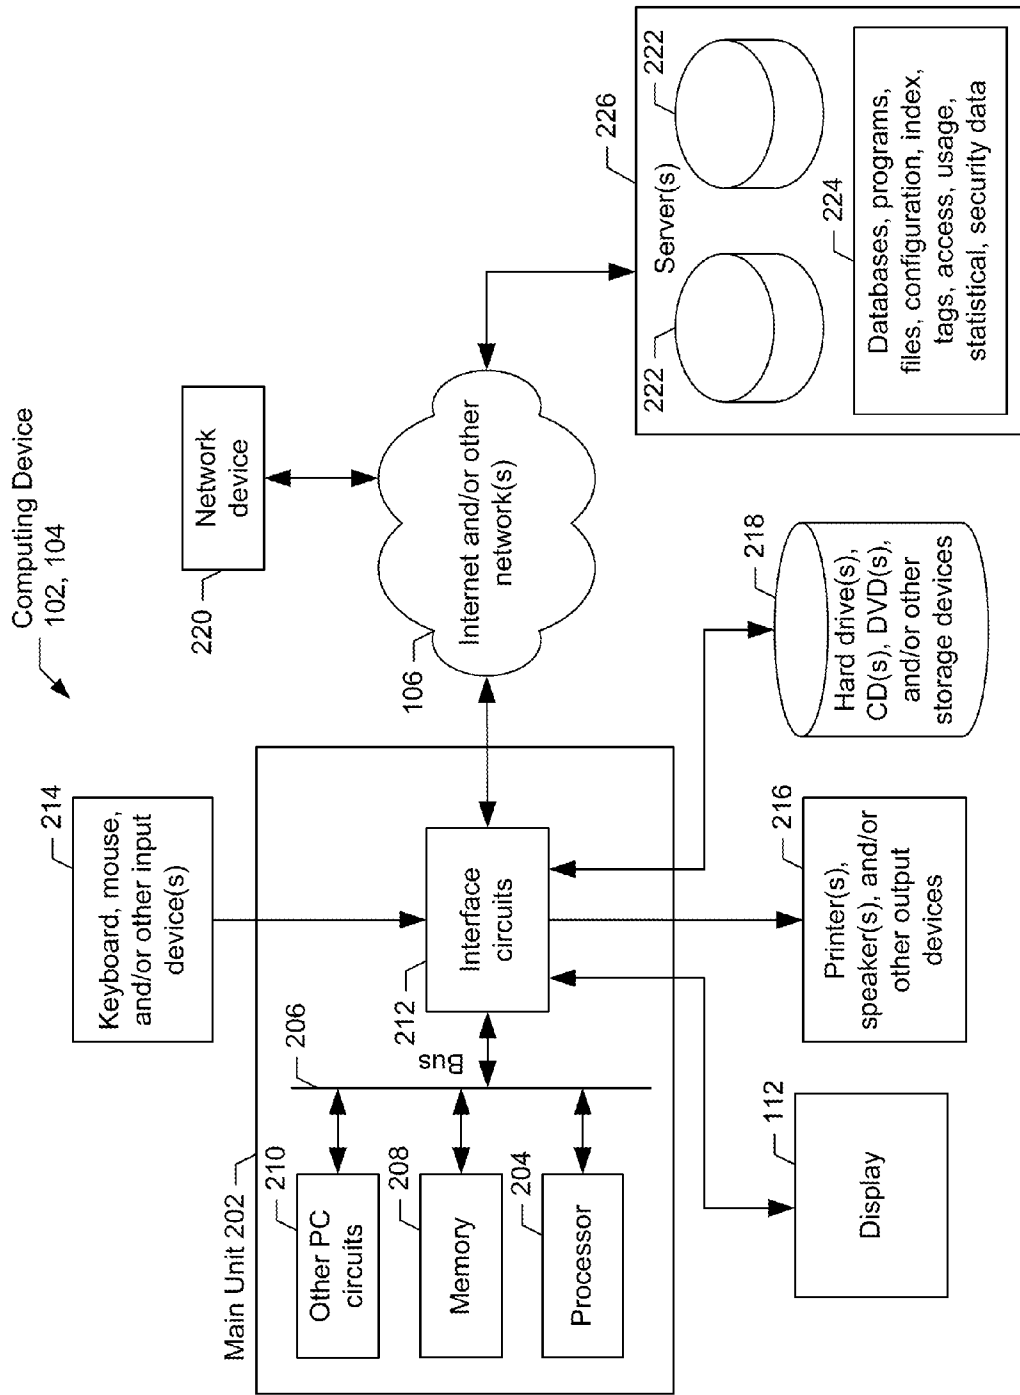 Computing Device
102, 104
214
Keyboard, mouse,
and/or other input
device(s)
Main Unit 202
210
Other PC
circuits
208
Memory
204
Processor
206
Bus
212
Interface
circuits
220
Network
device
106
Internet and/or other
network(s)
112
Display
216
Printer(s),
speaker(s), and/or
other output
devices
218
Hard drive(s),
CD(s), DVD(s),
and/or other
storage devices
226
Server(s)
222
222
224
Databases, programs,
files, configuration, index,
tags, access, usage,
statistical, security data